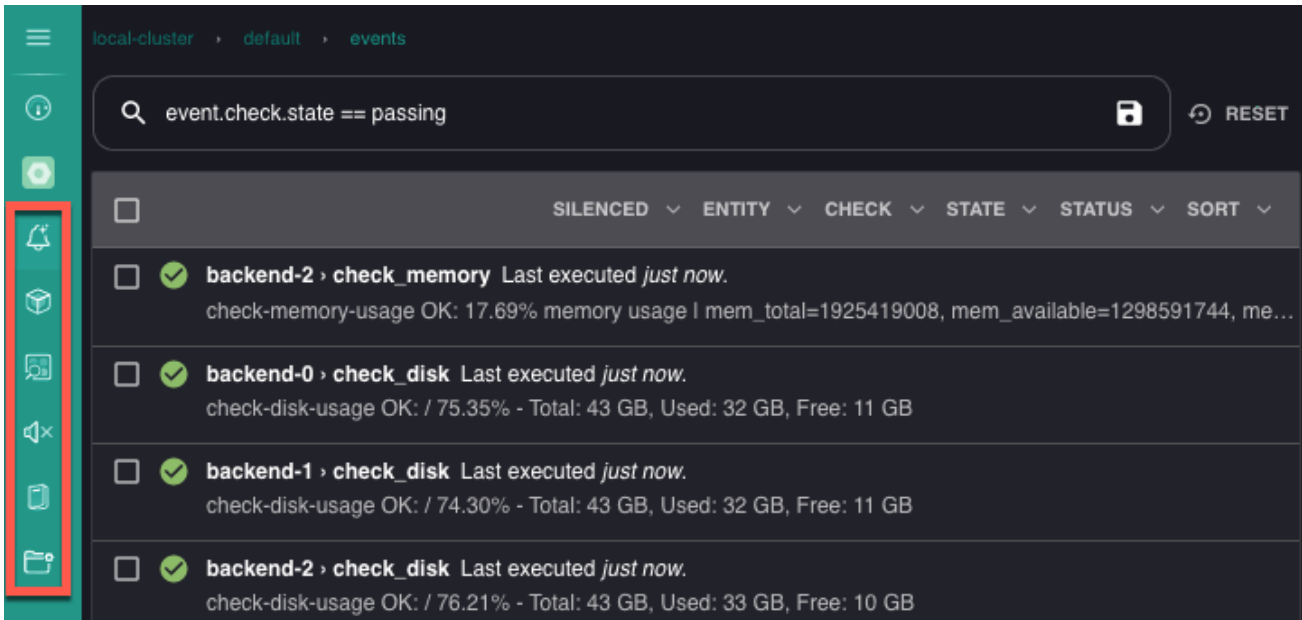 local-cluster › default › events
event.check.state == passing
RESET
SILENCED ENTITY CHECK STATE STATUS SORT
backend-2 › check_memory Last executed just now.
check-memory-usage OK: 17.69% memory usage | mem_total=1925419008, mem_available=1298591744, me...
backend-0 › check_disk Last executed just now.
check-disk-usage OK: / 75.35% - Total: 43 GB, Used: 32 GB, Free: 11 GB
backend-1 › check_disk Last executed just now.
check-disk-usage OK: / 74.30% - Total: 43 GB, Used: 32 GB, Free: 11 GB
backend-2 › check_disk Last executed just now.
check-disk-usage OK: / 76.21% - Total: 43 GB, Used: 33 GB, Free: 10 GB